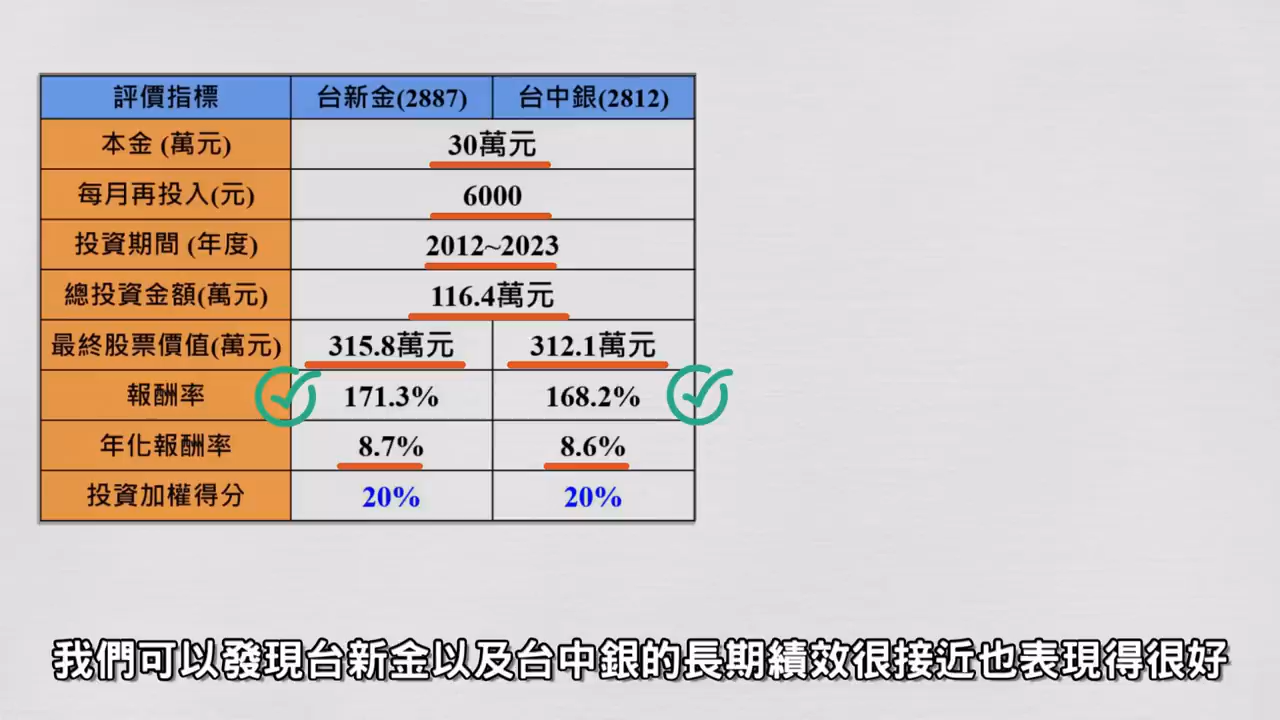 評價指標 台新金(2887) 台中銀(2812)
本金 (萬元) 30萬元
每月再投入(元) 6000
投資期間 (年度) 2012~2023
總投資金額(萬元) 116.4萬元
最終股票價值(萬元) 315.8萬元 312.1萬元
報酬率 171.3% 168.2%
年化報酬率 8.7% 8.6%
投資加權得分 20% 20%
我們可以發現台新金以及台中銀的長期績效很接近也表現得很好